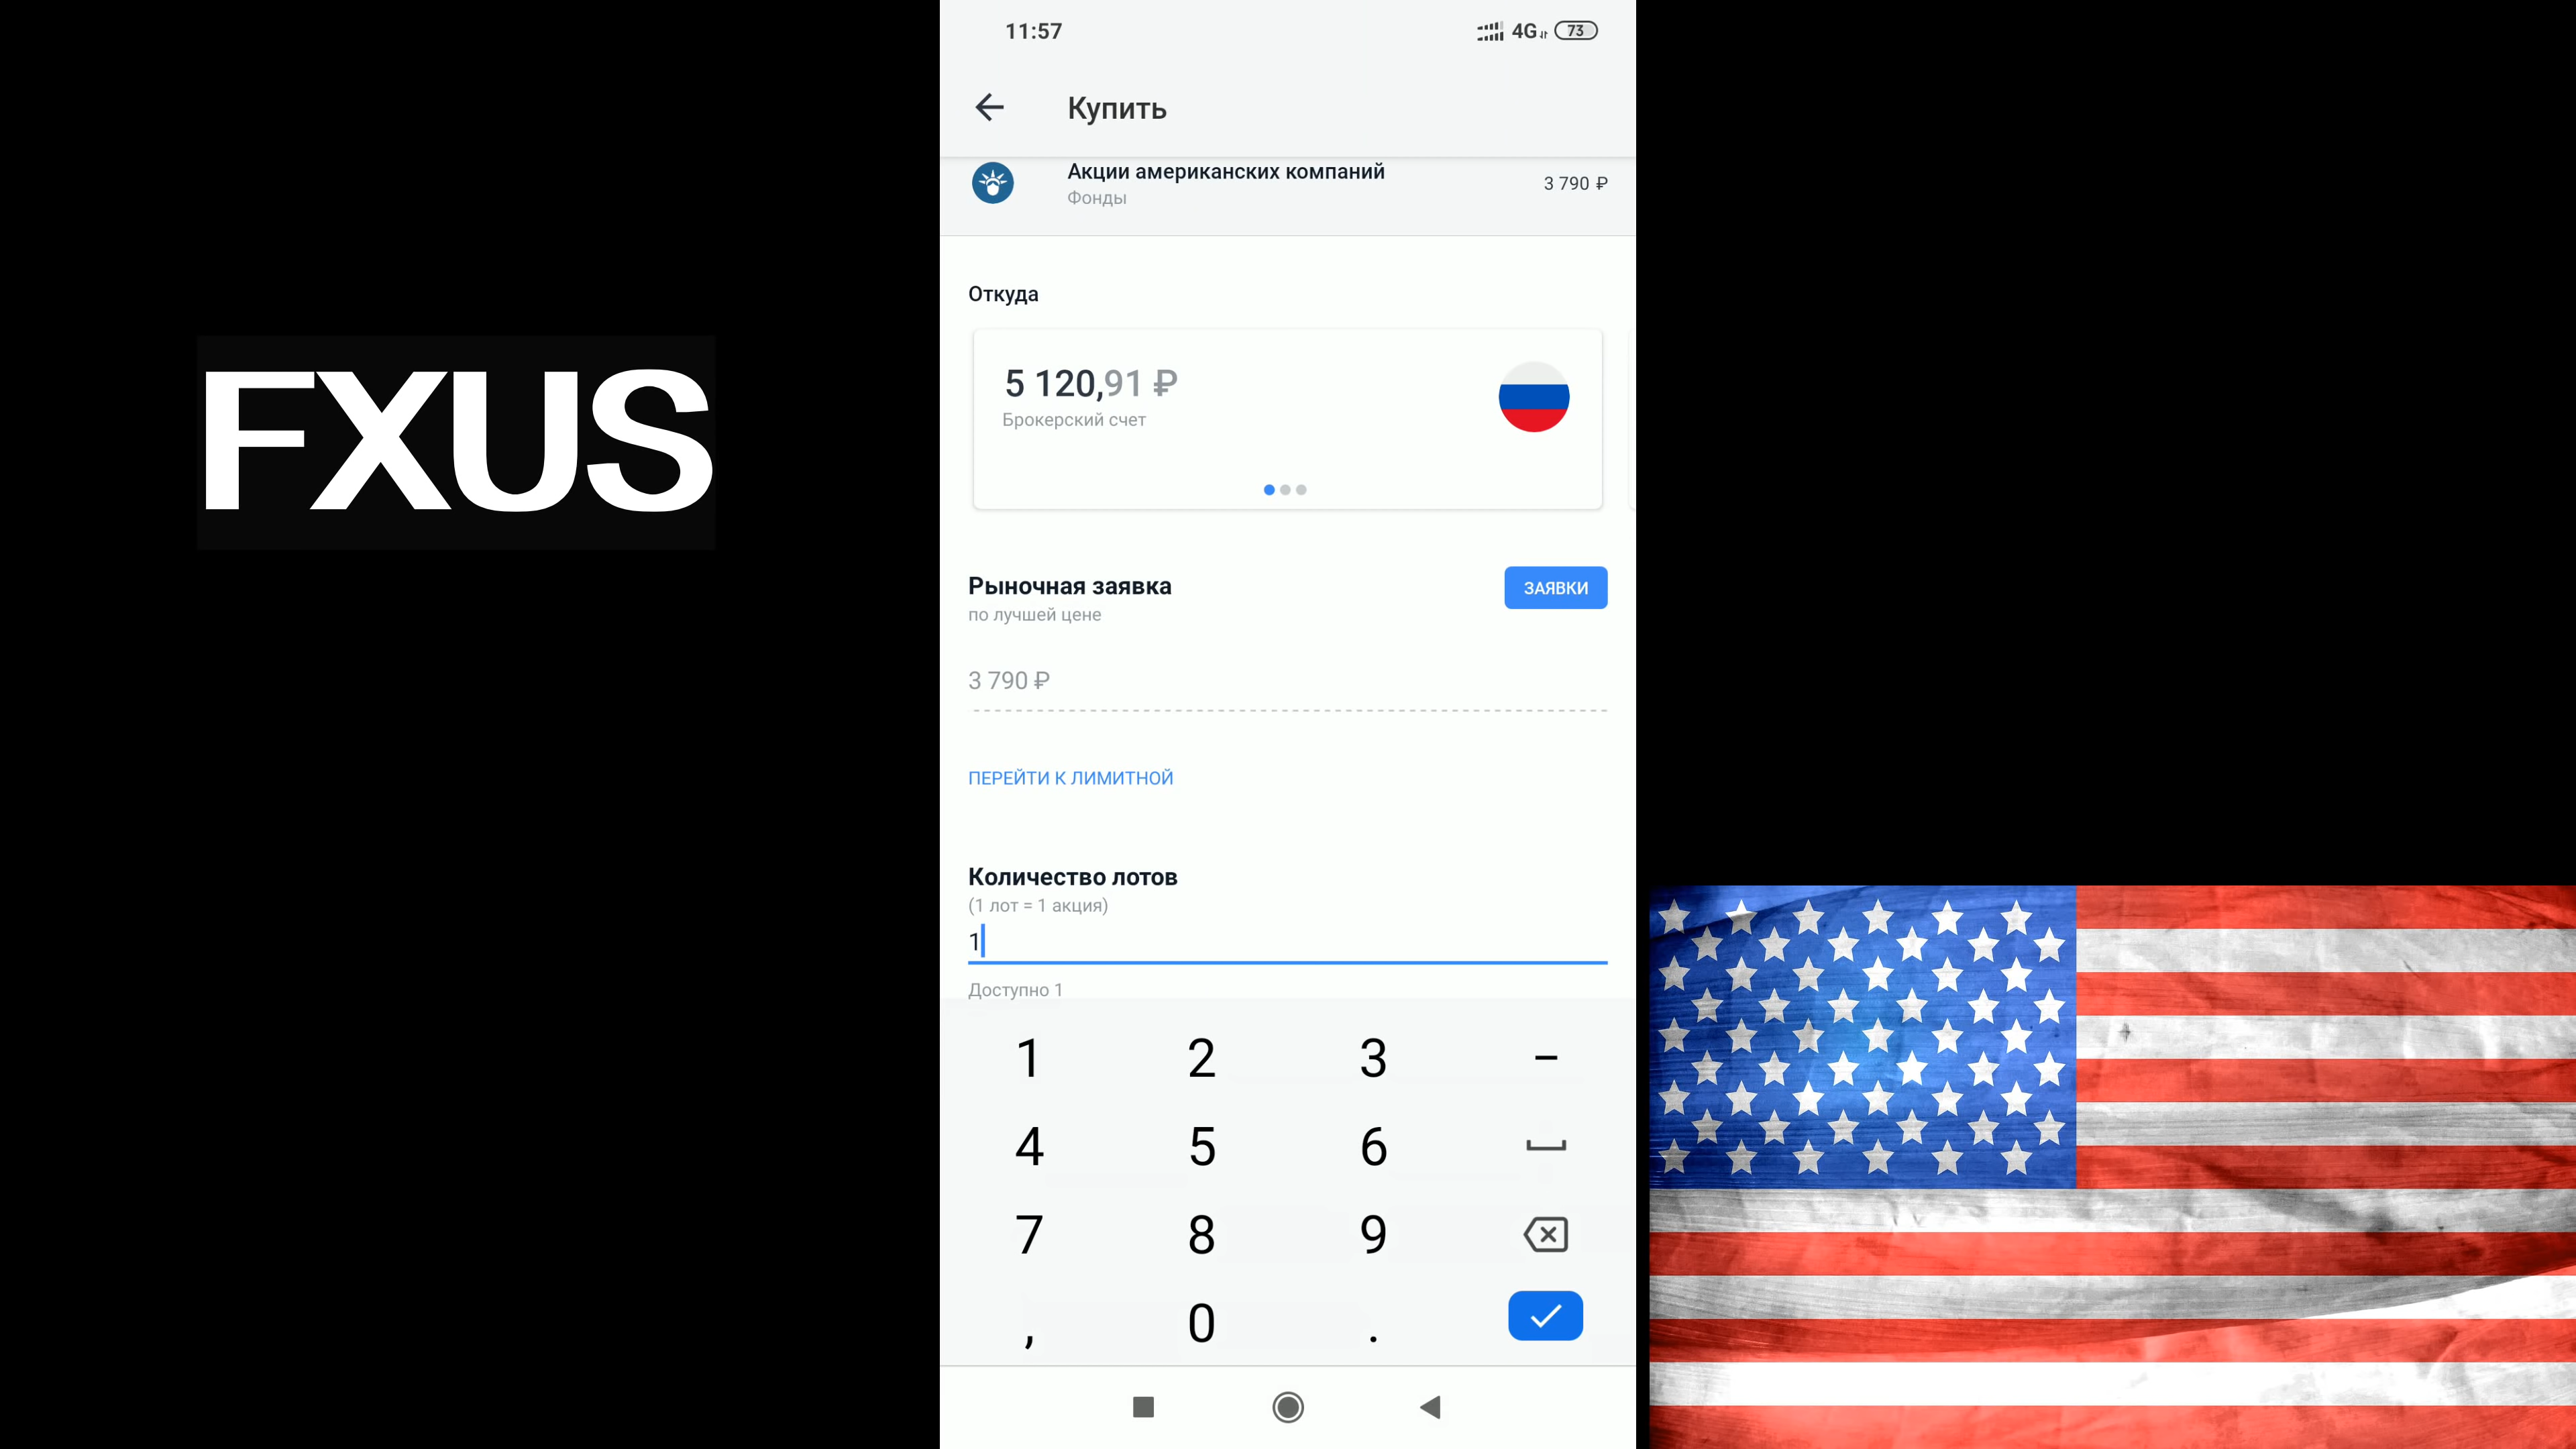 FXUS
11:57
4G 73
Купить
Акции американских компаний
3 790 ₽
Фонды
Откуда
5 120,91 ₽
Брокерский счет
Рыночная заявка
ЗАЯВКИ
по лучшей цене
3 790 ₽
ПЕРЕЙТИ К ЛИМИТНОЙ
Количество лотов
(1 лот = 1 акция)
1
Доступно 1
1 2 3 –
4 5 6
7 8 9
, 0 .